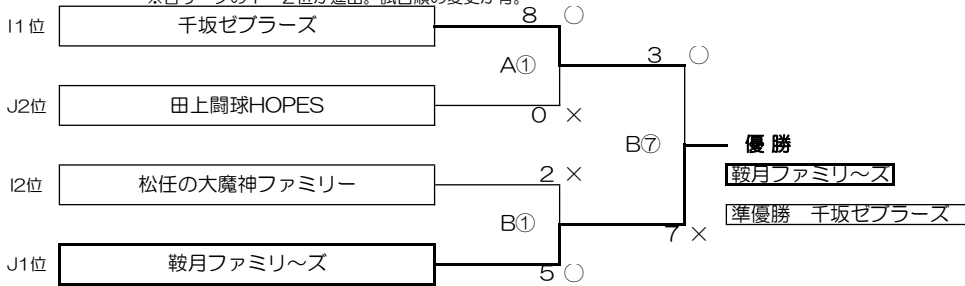 I1位 千坂ゼブラーズ 8 ○
A① 3 ○
J2位 田上闘球HOPES 0 ×
B⑦ 優勝
I2位 松任の大魔神ファミリー 2 × 鞍月ファミリ～ズ
B① 準優勝 千坂ゼブラーズ
7 ×
J1位 鞍月ファミリ～ズ 5 ○